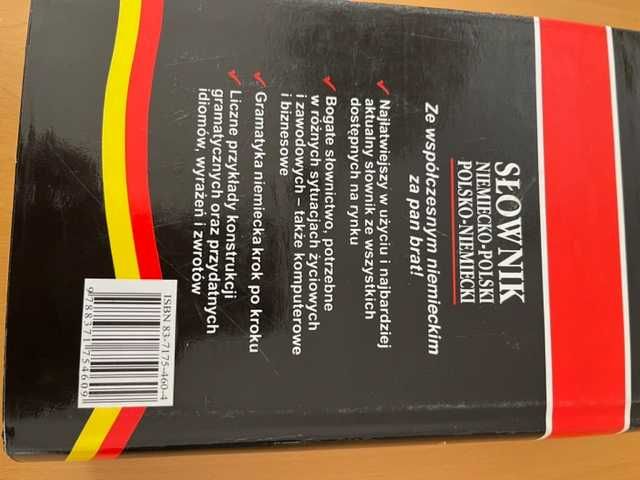 SŁOWNIK
NIEMIECKO-POLSKI
POLSKO-NIEMIECKI
Ze współczesnym niemieckim
za pan brat!
Najłatwiejszy w użyciu i najbardziej
aktualny słownik ze wszystkich
dostępnych na rynku
Bogate słownictwo, potrzebne
w różnych sytuacjach życiowych
i zawodowych – także komputerowe
i biznesowe
Gramatyka niemiecka krok po kroku
Liczne przykłady konstrukcji
gramatycznych oraz przydatnych
idiomów, wyrażeń i zwrotów
ISBN 83-7175-460-4
9788371754609